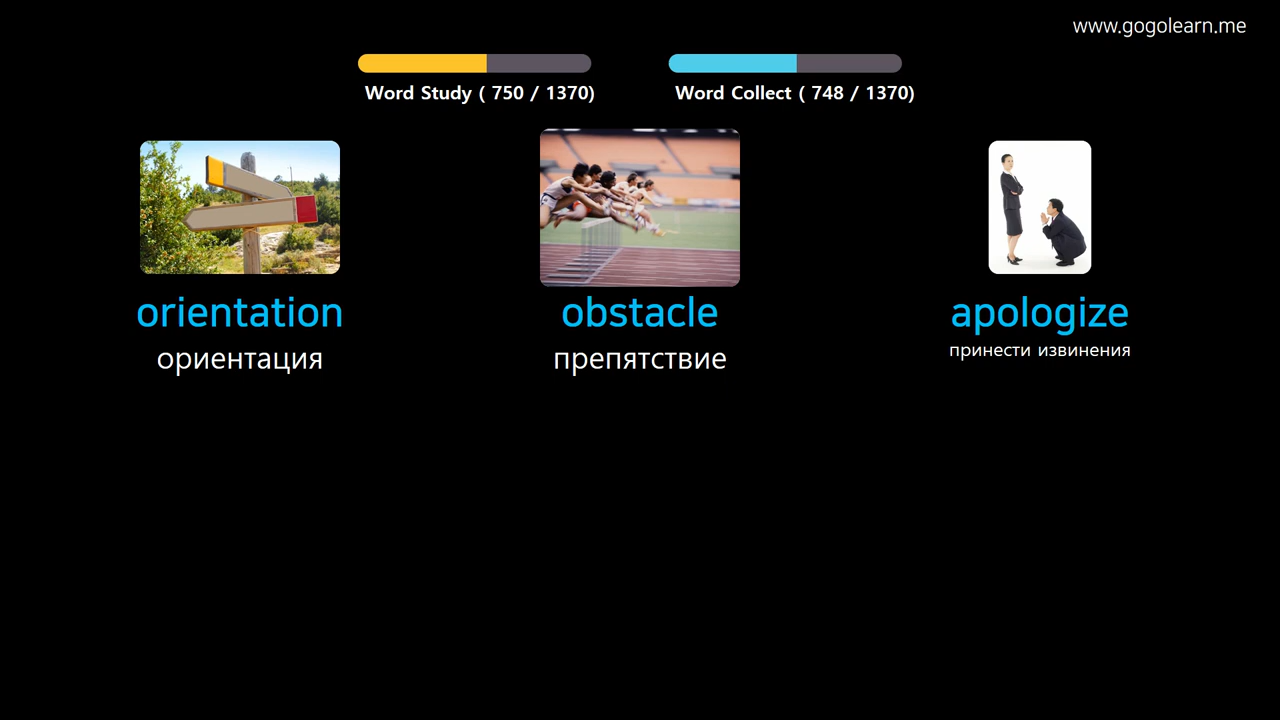 www.gogolearn.me
Word Study ( 750 / 1370)
Word Collect ( 748 / 1370)
orientation
ориентация
obstacle
препятствие
apologize
принести извинения